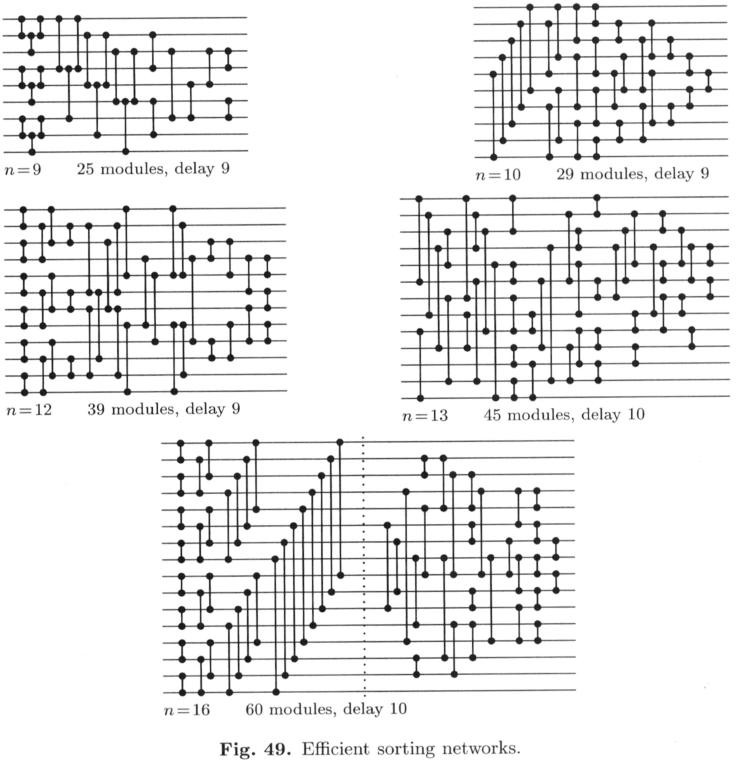 n=9 25 modules, delay 9
n=10 29 modules, delay 9
n=12 39 modules, delay 9
n=13 45 modules, delay 10
n=16 60 modules, delay 10
Fig. 49. Efficient sorting networks.